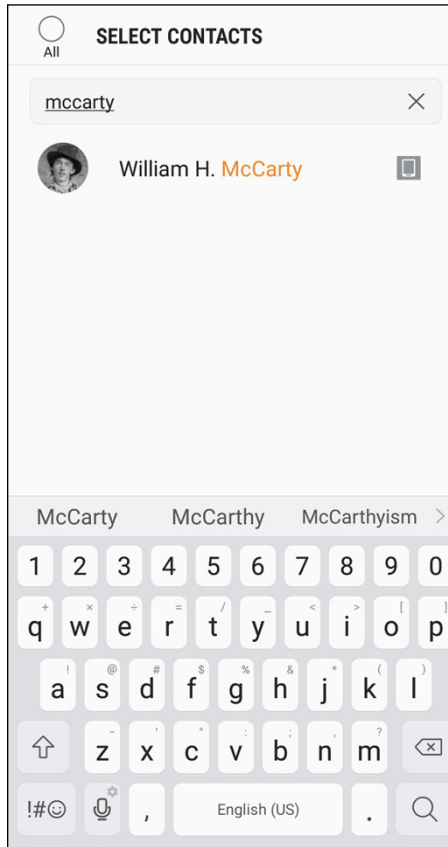 SELECT CONTACTS
All
mccarty
William H. McCarty
McCarty McCarthy McCarthyism >
1 2 3 4 5 6 7 8 9 0
+ × ÷ = / _ < > [ ]
q w e r t y u i o p
! @ # $ % & * ( )
a s d f g h j k l
- ' " : ; , ?
z x c v b n m
!#☺ , English (US) .